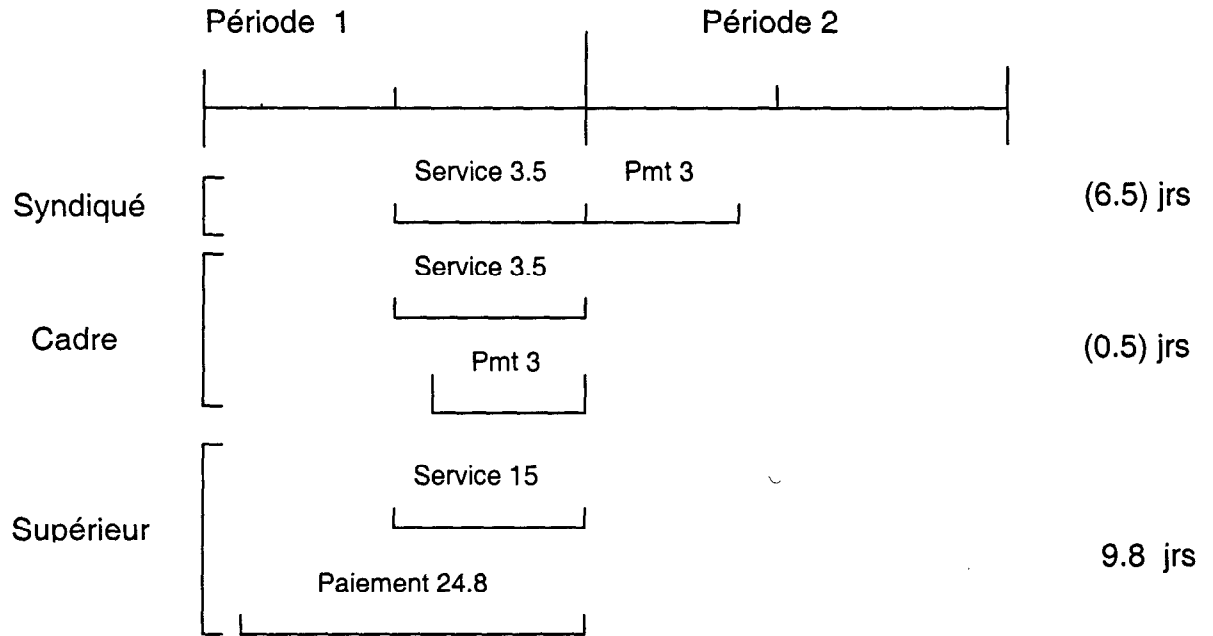 Période 1 Période 2
Service 3.5 Pmt 3
Syndiqué (6.5) jrs
Service 3.5
Cadre (0.5) jrs
Pmt 3
Service 15
Supérieur
9.8 jrs
Paiement 24.8